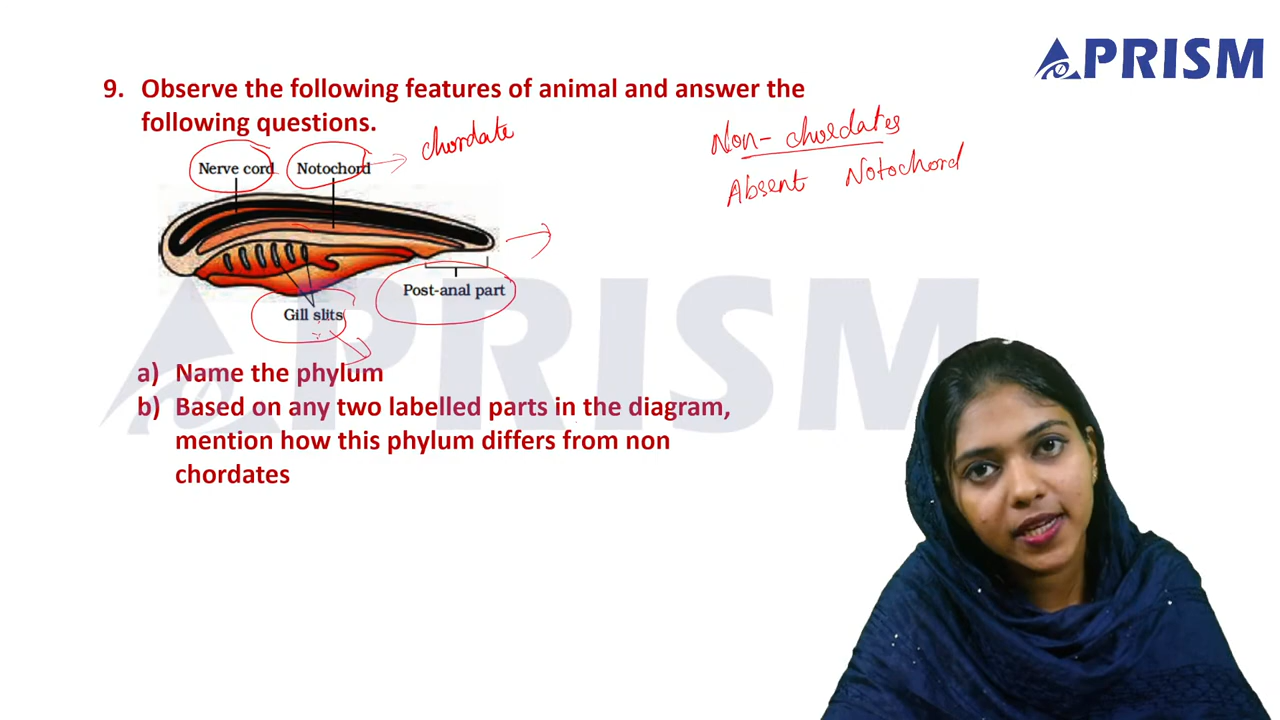 PRISM
9. Observe the following features of animal and answer the
following questions.
chordate
Non-chordates
Absent Notochord
Nerve cord Notochord
Post-anal part
Gill slits
PRISM
a) Name the phylum
b) Based on any two labelled parts in the diagram,
mention how this phylum differs from non
chordates